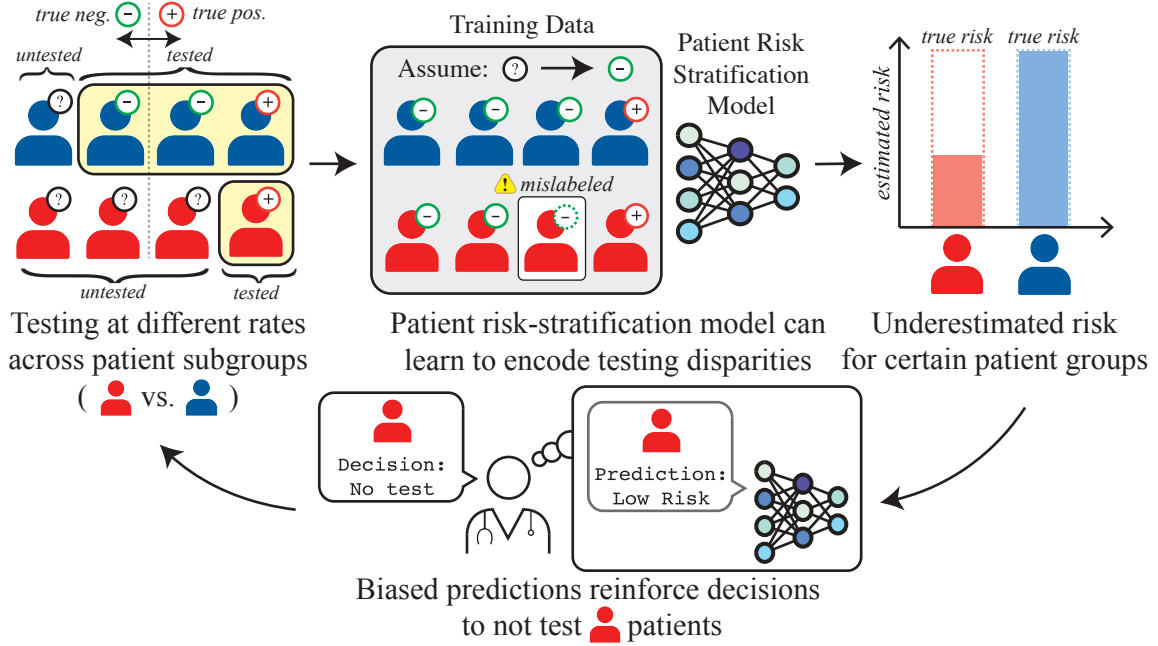 true neg. − + true pos.
untested
tested
? − − +
? ? ? +
untested
tested
Testing at different rates
across patient subgroups
( vs. )
Training Data
Assume: ? −
− − − +
mislabeled
− − − +
Patient risk-stratification model can
learn to encode testing disparities
Patient Risk
Stratification
Model
true risk
true risk
estimated risk
Underestimated risk
for certain patient groups
Decision:
No test
Prediction:
Low Risk
Biased predictions reinforce decisions
to not test patients